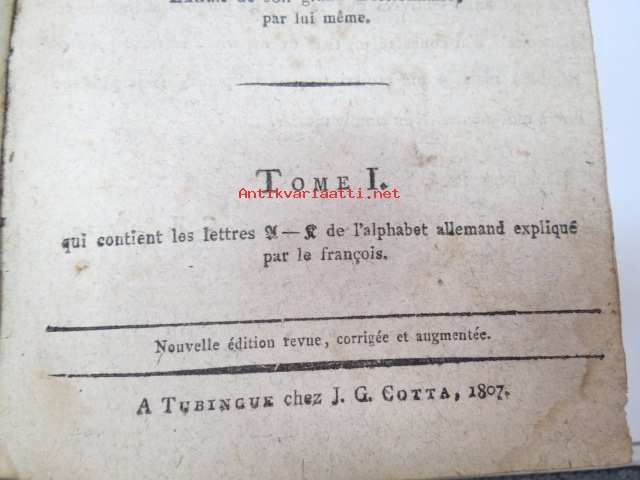 par lui même.
TOME I.
Antikvariaatti.net
qui contient les lettres 𝕬—𝕶 de l'alphabet allemand expliqué
par le françois.
Nouvelle édition revue, corrigée et augmentée.
A TUBINGUE chez J. G. COTTA, 1807.